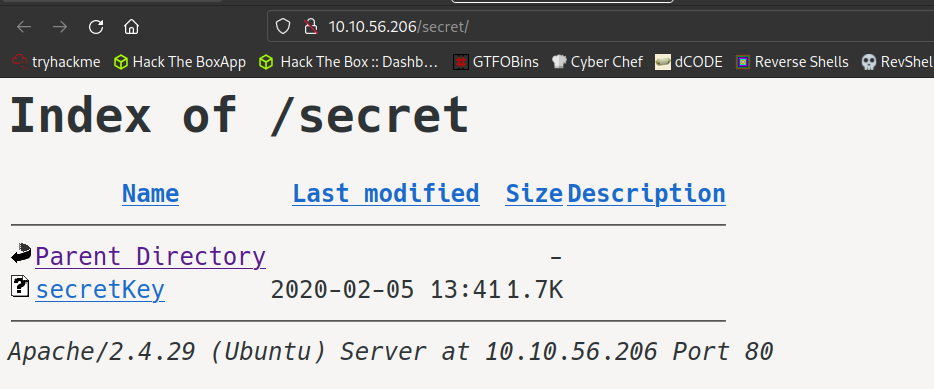 10.10.56.206/secret/
tryhackme Hack The BoxApp Hack The Box :: Dashb… GTFOBins Cyber Chef dCODE Reverse Shells RevShel
Index of /secret
Name Last modified Size Description
Parent Directory -
secretKey 2020-02-05 13:41 1.7K
Apache/2.4.29 (Ubuntu) Server at 10.10.56.206 Port 80